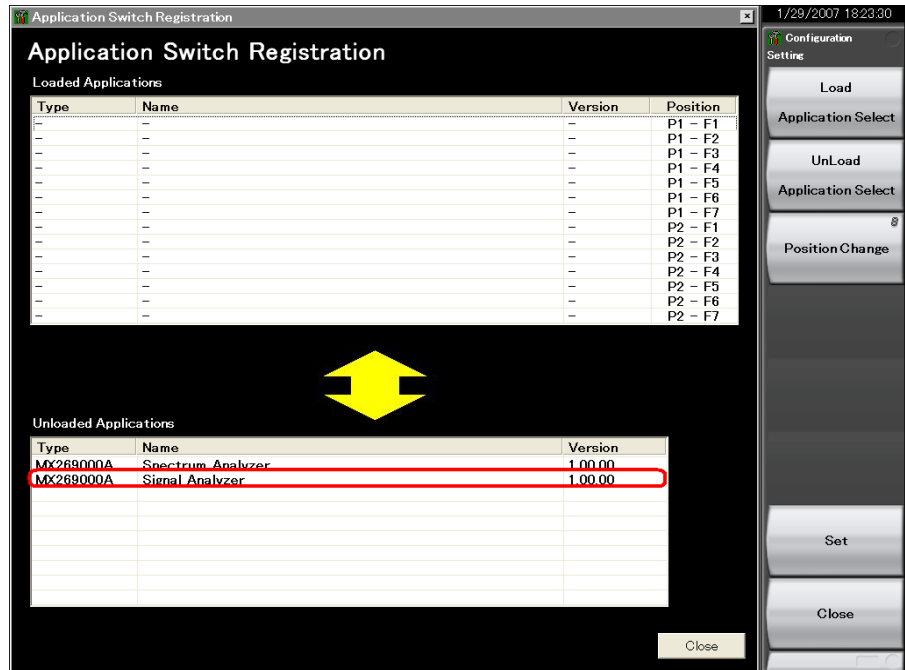 Application Switch Registration
1/29/2007 18:23:30
Application Switch Registration
Loaded Applications
Type Name Version Position
- - - P1 - F1
- - - P1 - F2
- - - P1 - F3
- - - P1 - F4
- - - P1 - F5
- - - P1 - F6
- - - P1 - F7
- - - P2 - F1
- - - P2 - F2
- - - P2 - F3
- - - P2 - F4
- - - P2 - F5
- - - P2 - F6
- - - P2 - F7
Unloaded Applications
Type Name Version
MX269000A Spectrum Analyzer 1.00.00
MX269000A Signal Analyzer 1.00.00
Close
Configuration
Setting
Load
Application Select
UnLoad
Application Select
8
Position Change
Set
Close